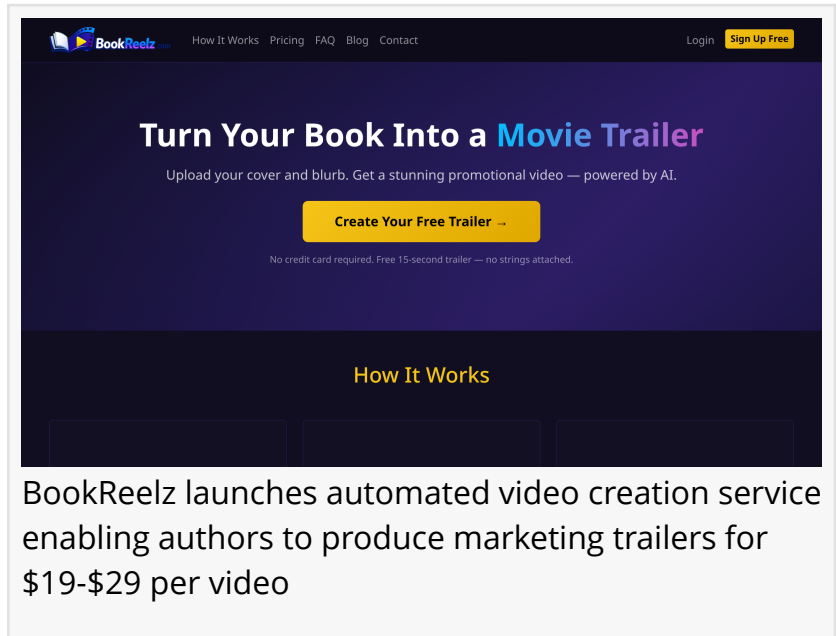 BookReelz
How It Works Pricing FAQ Blog Contact
Login Sign Up Free
Turn Your Book Into a Movie Trailer
Upload your cover and blurb. Get a stunning promotional video — powered by AI.
Create Your Free Trailer →
No credit card required. Free 15-second trailer — no strings attached.
How It Works
BookReelz launches automated video creation service
enabling authors to produce marketing trailers for
$19-$29 per video